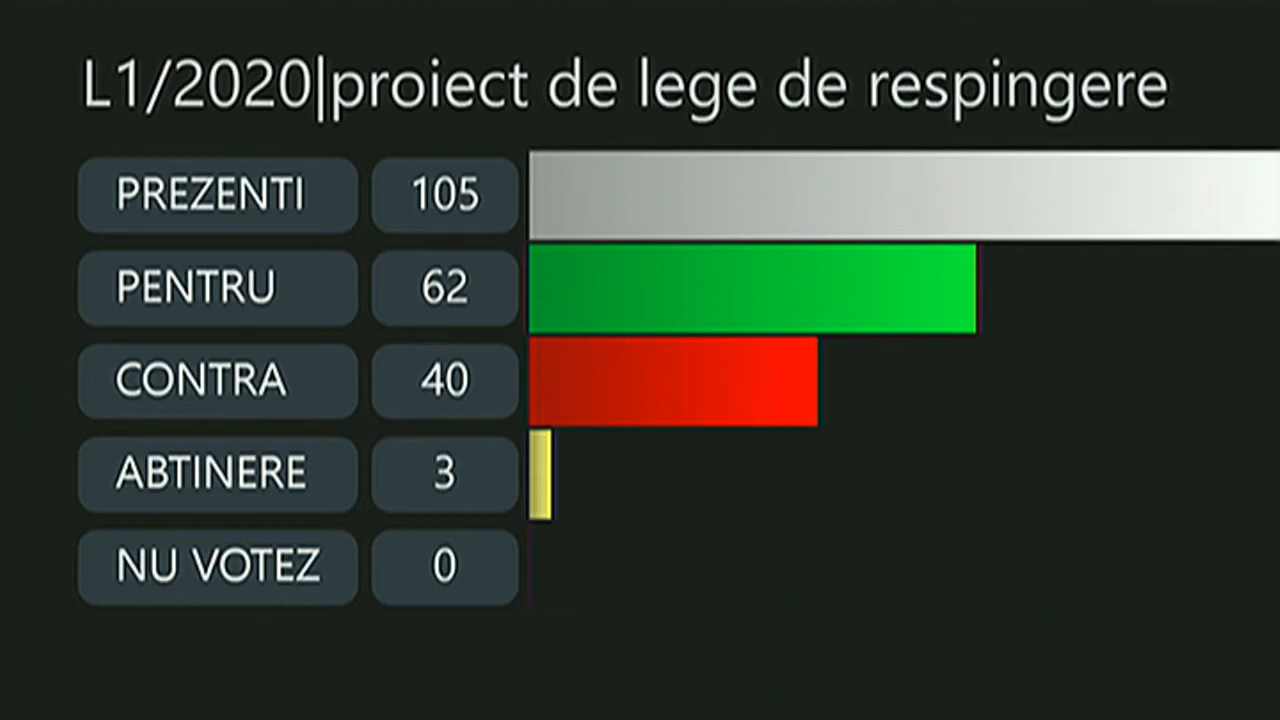 L1/2020|proiect de lege de respingere
PREZENTI 105
PENTRU 62
CONTRA 40
ABTINERE 3
NU VOTEZ 0